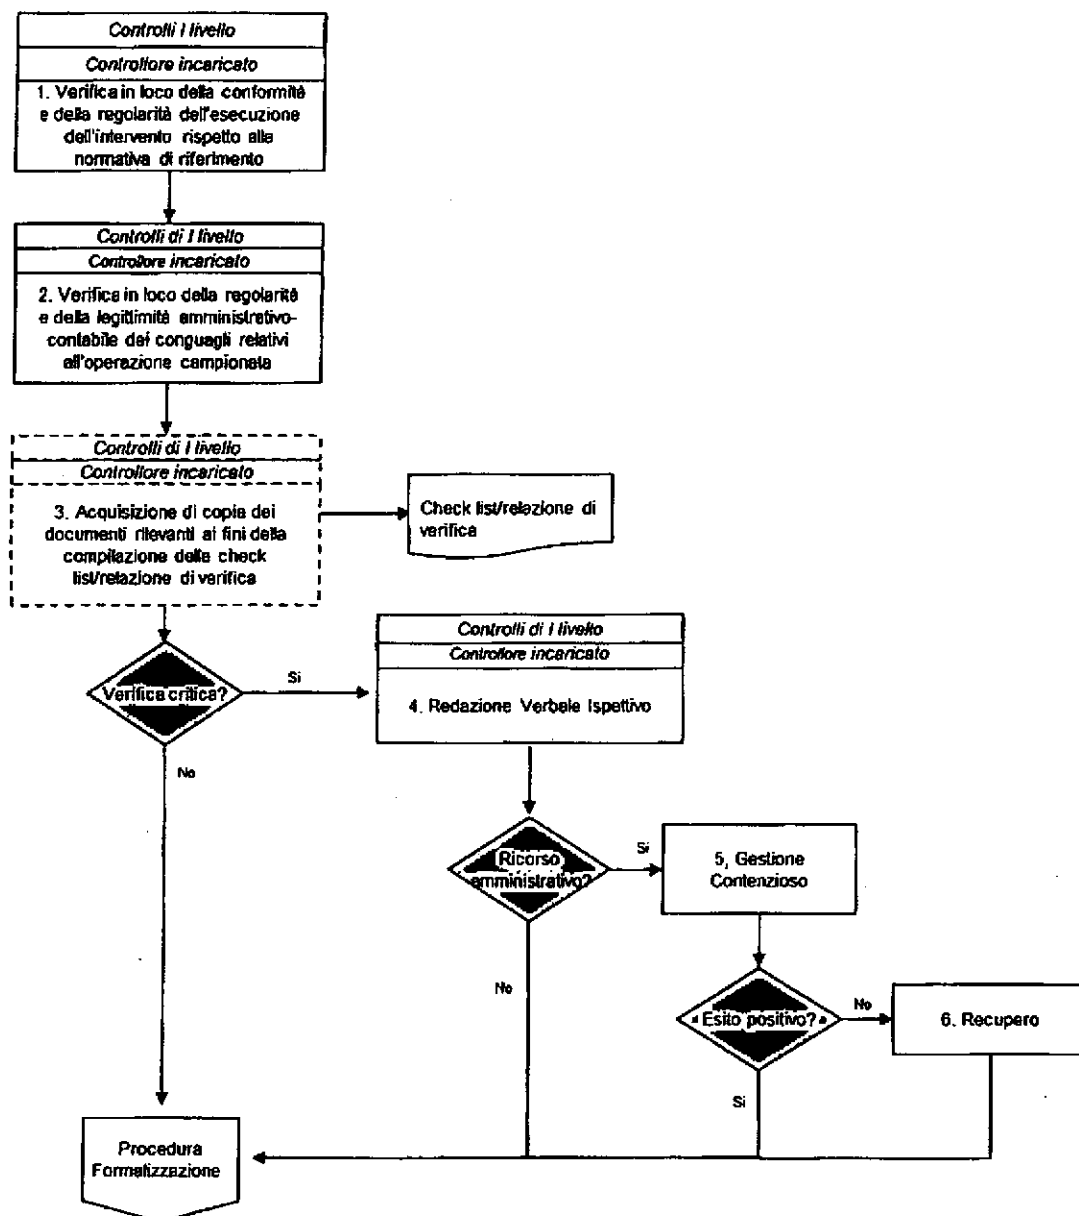 Controlli I livello
Controllore incaricato
1. Verifica in loco della conformità
e della regolarità dell'esecuzione
dell'intervento rispetto alla
normativa di riferimento
Controlli di I livello
Controllore incaricato
2. Verifica in loco della regolarità
e della legittimità amministrativo-
contabile dei conguagli relativi
all'operazione campionata
Controlli di I livello
Controllore incaricato
3. Acquisizione di copia dei
documenti rilevanti ai fini della
compilazione della check
list/relazione di verifica
Check list/relazione di
verifica
Controlli di I livello
Controllore incaricato
4. Redazione Verbale Ispettivo
Verifica critica?
Si
No
Ricorso
amministrativo?
Si
5. Gestione
Contenzioso
No
Esito positivo?
No
6. Recupero
Si
Procedura
Formalizzazione